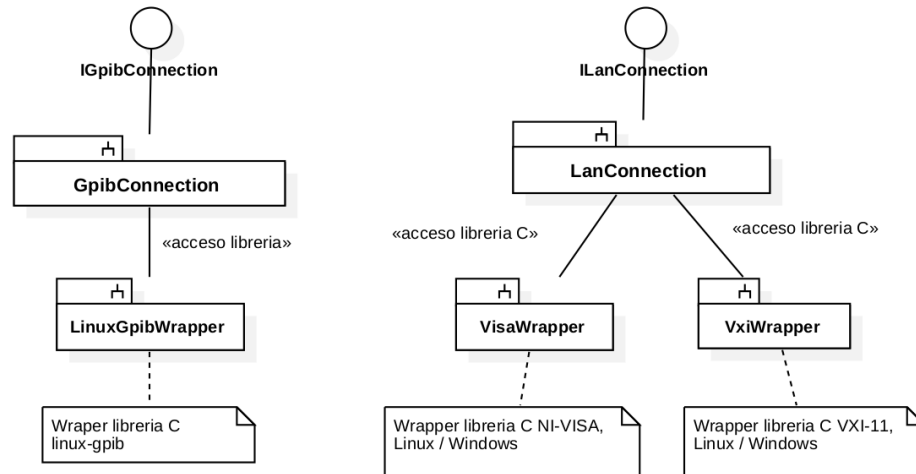 IGpibConnection
ILanConnection
GpibConnection
LanConnection
«acceso libreria»
«acceso libreria C»
«acceso libreria C»
LinuxGpibWrapper
VisaWrapper
VxiWrapper
Wraper libreria C
linux-gpib
Wrapper libreria C NI-VISA,
Linux / Windows
Wrapper libreria C VXI-11,
Linux / Windows